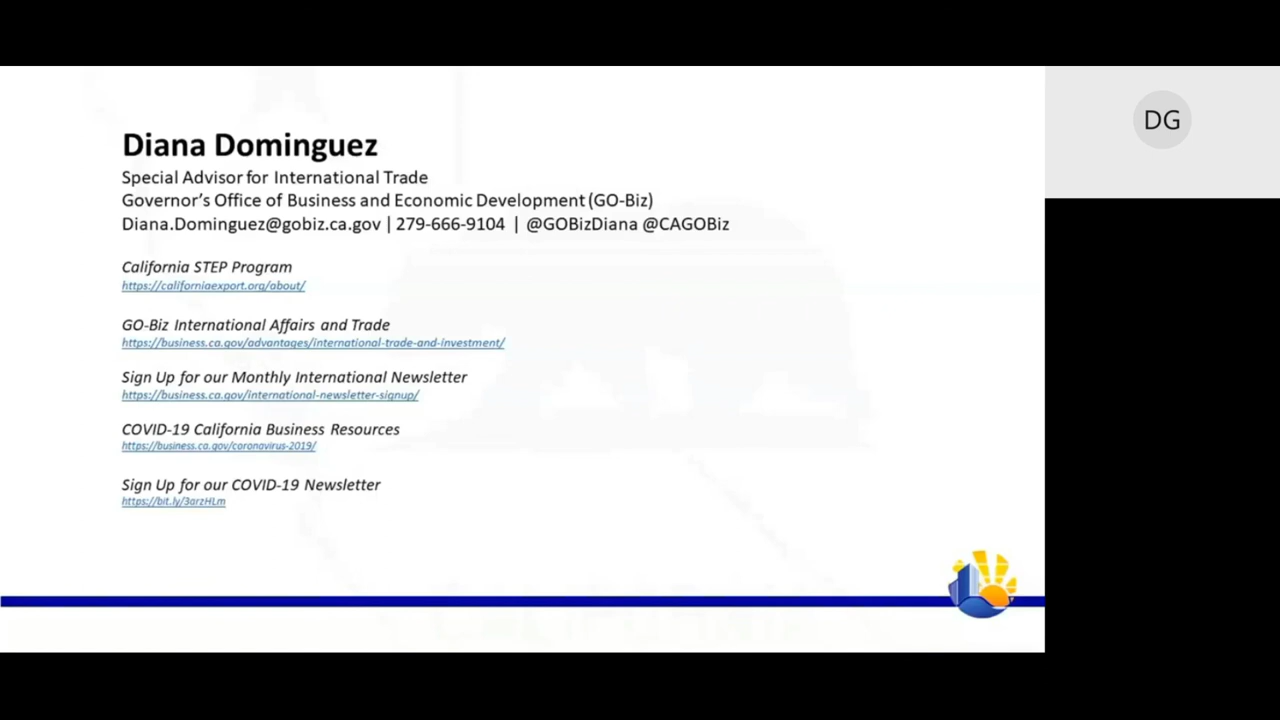 Diana Dominguez
Special Advisor for International Trade
Governor's Office of Business and Economic Development (GO-Biz)
Diana.Dominguez@gobiz.ca.gov | 279-666-9104 | @GOBizDiana @CAGOBiz
California STEP Program
https://californiaexport.org/about/
GO-Biz International Affairs and Trade
https://business.ca.gov/advantages/international-trade-and-investment/
Sign Up for our Monthly International Newsletter
https://business.ca.gov/international-newsletter-signup/
COVID-19 California Business Resources
https://business.ca.gov/coronavirus-2019/
Sign Up for our COVID-19 Newsletter
https://bit.ly/3arzHLm
DG